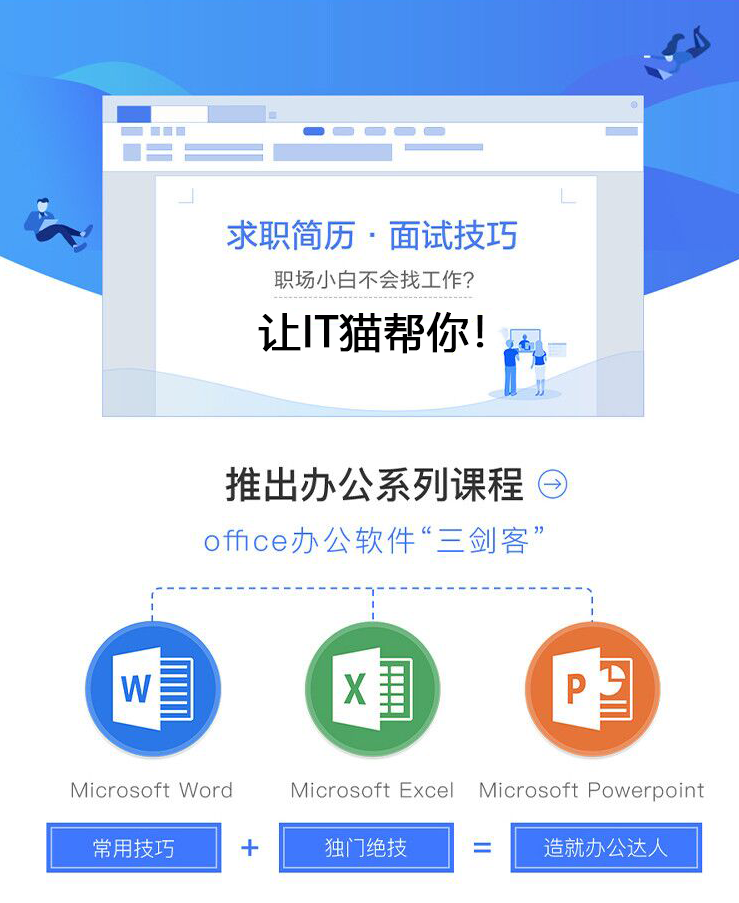 求职简历·面试技巧
职场小白不会找工作?
让IT猫帮你!
推出办公系列课程
office办公软件“三剑客”
W
X
P
Microsoft Word
Microsoft Excel
Microsoft Powerpoint
常用技巧 + 独门绝技 = 造就办公达人